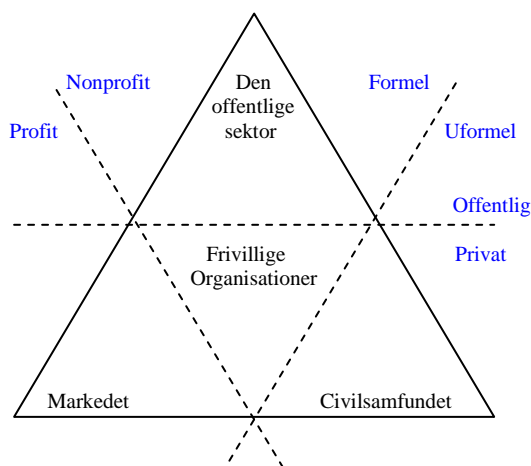 Nonprofit
Den
offentlige
sektor
Formel
Profit
Uformel
Offentlig
Privat
Frivillige
Organisationer
Markedet
Civilsamfundet